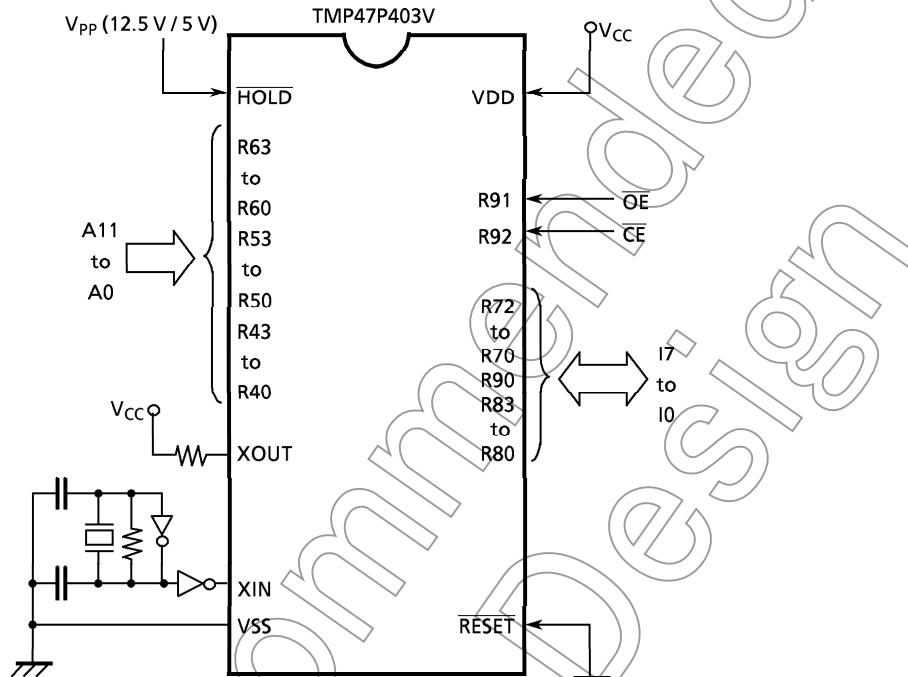 TMP47P403V
VPP (12.5 V / 5 V)
VCC
HOLD
VDD
R63
to
R60
R53
to
R50
R43
to
R40
A11
to
A0
R91
OE
R92
CE
R72
to
R70
R90
R83
to
R80
I7
to
I0
VCC
XOUT
XIN
VSS
RESET
ommended
Design